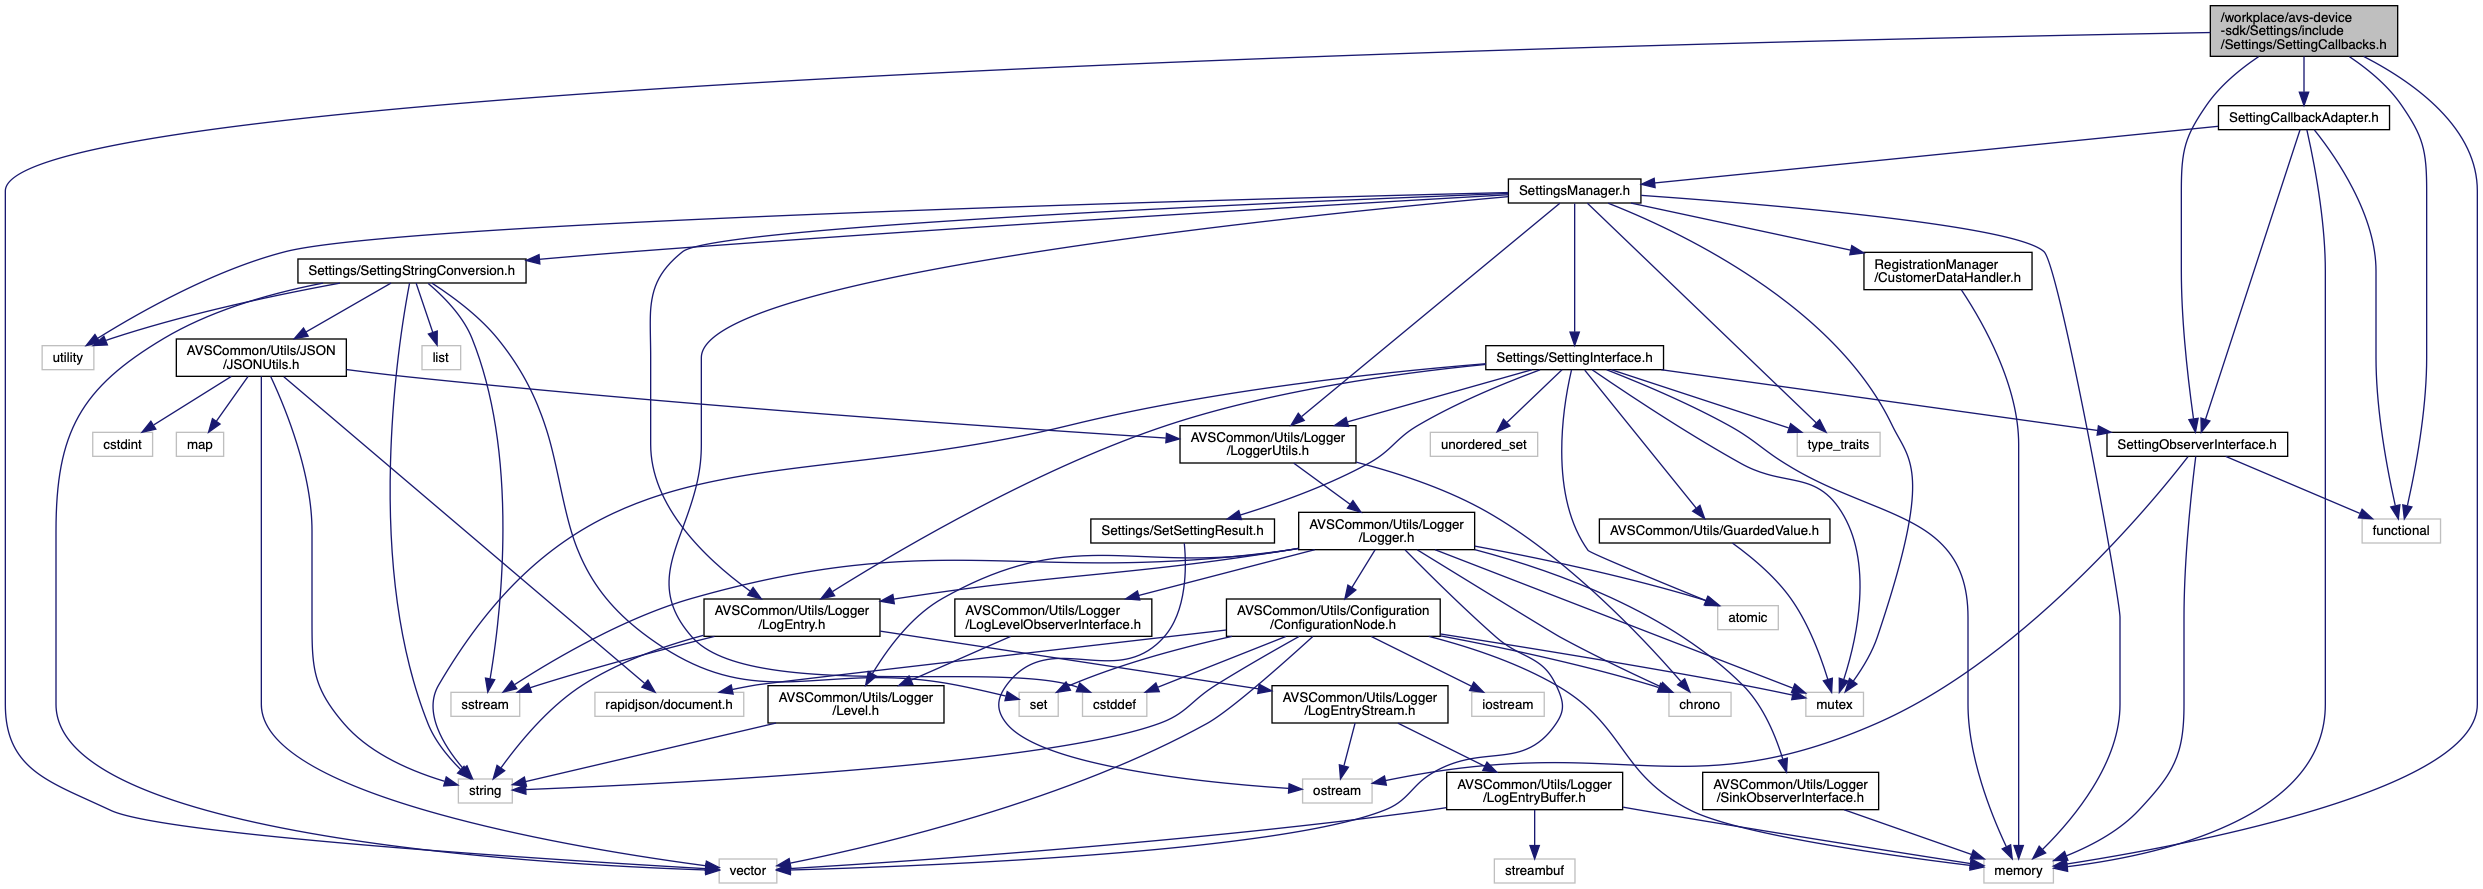 /workplace/avs-device
-sdk/Settings/include
/Settings/SettingCallbacks.h
SettingCallbackAdapter.h
SettingsManager.h
Settings/SettingStringConversion.h
RegistrationManager
/CustomerDataHandler.h
utility
AVSCommon/Utils/JSON
/JSONUtils.h
list
Settings/SettingInterface.h
cstdint
map
AVSCommon/Utils/Logger
/LoggerUtils.h
unordered_set
type_traits
SettingObserverInterface.h
Settings/SetSettingResult.h
AVSCommon/Utils/Logger
/Logger.h
AVSCommon/Utils/GuardedValue.h
functional
AVSCommon/Utils/Logger
/LogEntry.h
AVSCommon/Utils/Logger
/LogLevelObserverInterface.h
AVSCommon/Utils/Configuration
/ConfigurationNode.h
atomic
sstream
rapidjson/document.h
AVSCommon/Utils/Logger
/Level.h
set
cstddef
iostream
AVSCommon/Utils/Logger
/LogEntryStream.h
chrono
mutex
string
ostream
AVSCommon/Utils/Logger
/LogEntryBuffer.h
AVSCommon/Utils/Logger
/SinkObserverInterface.h
vector
streambuf
memory